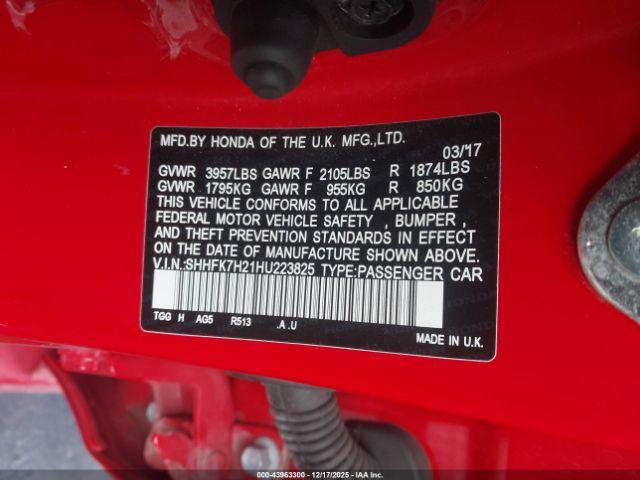 MFD.BY HONDA OF THE U.K. MFG.,LTD.
03/'17
GVWR 3957LBS GAWR F 2105LBS R 1874LBS
GVWR 1795KG GAWR F 955KG R 850KG
THIS VEHICLE CONFORMS TO ALL APPLICABLE
FEDERAL MOTOR VEHICLE SAFETY , BUMPER ,
AND THEFT PREVENTION STANDARDS IN EFFECT
ON THE DATE OF MANUFACTURE SHOWN ABOVE.
V.I.N.:SHHFK7H21HU223825 TYPE:PASSENGER CAR
TGG H AG5 R513 .A .U
MADE IN U.K.
000-43963300 - 12/17/2025 - IAAI.com